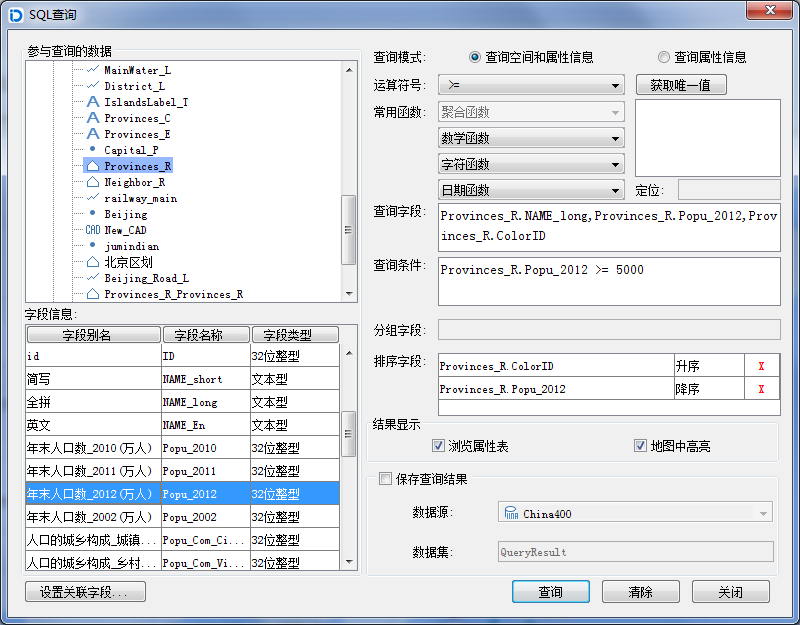 SQL查询
参与查询的数据
MainWater_L
District_L
IslandsLabel_T
Provinces_C
Provinces_E
Capital_P
Provinces_R
Neighbor_R
railway_main
Beijing
CAD New_CAD
jumindian
北京区划
Beijing_Road_L
Provinces_R_Provinces_R
字段信息:
字段别名 字段名称 字段类型
id ID 32位整型
简写 NAME_short 文本型
全拼 NAME_long 文本型
英文 NAME_En 文本型
年末人口数_2010(万人) Popu_2010 32位整型
年末人口数_2011(万人) Popu_2011 32位整型
年末人口数_2012(万人) Popu_2012 32位整型
年末人口数_2002(万人) Popu_2002 32位整型
人口的城乡构成_城镇... Popu_Com_Ci... 32位整型
人口的城乡构成_乡村... Popu_Com_Vi... 32位整型
设置关联字段...
查询模式: 查询空间和属性信息 查询属性信息
运算符号: >= 获取唯一值
常用函数: 聚合函数
数学函数
字符函数
日期函数 定位:
查询字段: Provinces_R.NAME_long,Provinces_R.Popu_2012,Prov
inces_R.ColorID
查询条件: Provinces_R.Popu_2012 >= 5000
分组字段:
排序字段: Provinces_R.ColorID 升序 X
Provinces_R.Popu_2012 降序 X
结果显示
浏览属性表 地图中高亮
保存查询结果
数据源: China400
数据集: QueryResult
查询 清除 关闭